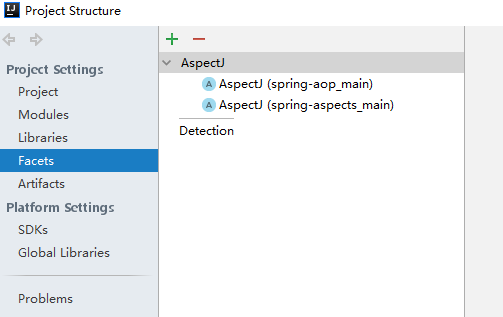 Project Structure
Project Settings
Project
Modules
Libraries
Facets
Artifacts
Platform Settings
SDKs
Global Libraries
Problems
AspectJ
AspectJ (spring-aop_main)
AspectJ (spring-aspects_main)
Detection